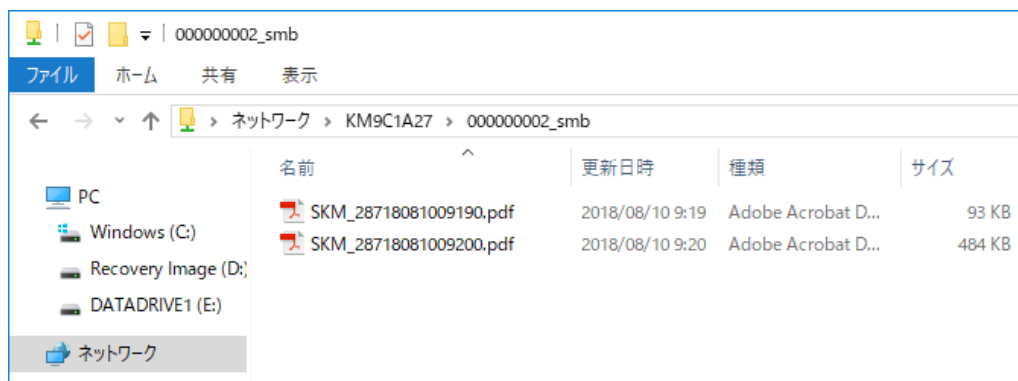 000000002_smb
ファイル ホーム 共有 表示
ネットワーク > KM9C1A27 > 000000002_smb
名前 更新日時 種類 サイズ
PC
Windows (C:)
Recovery Image (D:)
DATADRIVE1 (E:)
ネットワーク
SKM_28718081009190.pdf 2018/08/10 9:19 Adobe Acrobat D... 93 KB
SKM_28718081009200.pdf 2018/08/10 9:20 Adobe Acrobat D... 484 KB